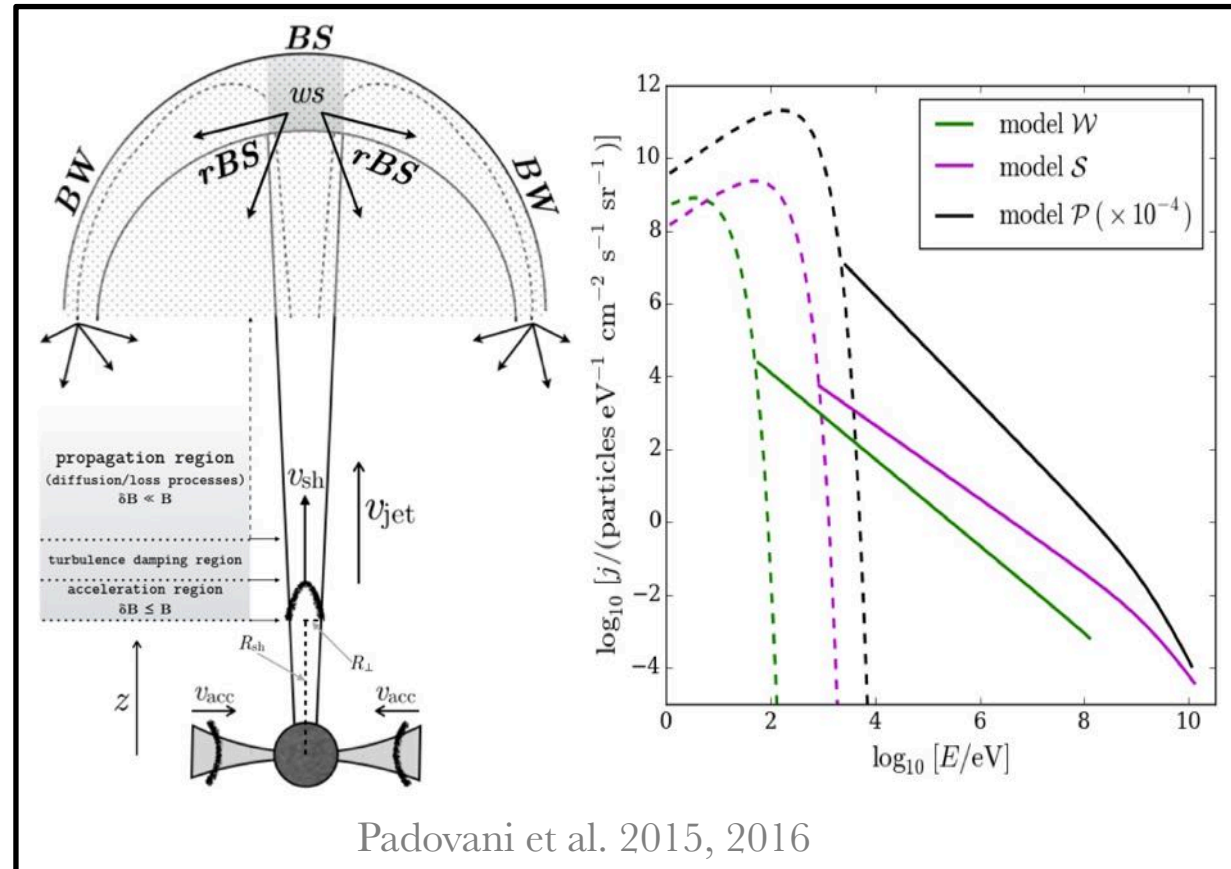 BS
ws
BW
rBS
rBS
BW
propagation region
(diffusion/loss processes)
δB ≪ B
turbulence damping region
acceleration region
δB ≤ B
v_sh
v_jet
R_sh
R_⊥
z
v_acc
v_acc
log₁₀ [j/(particles eV⁻¹ cm⁻² s⁻¹ sr⁻¹)]
12
10
8
6
4
2
0
−2
−4
model 𝒲
model 𝒮
model 𝒫 (×10⁻⁴)
0
2
4
6
8
10
log₁₀ [E/eV]
Padovani et al. 2015, 2016